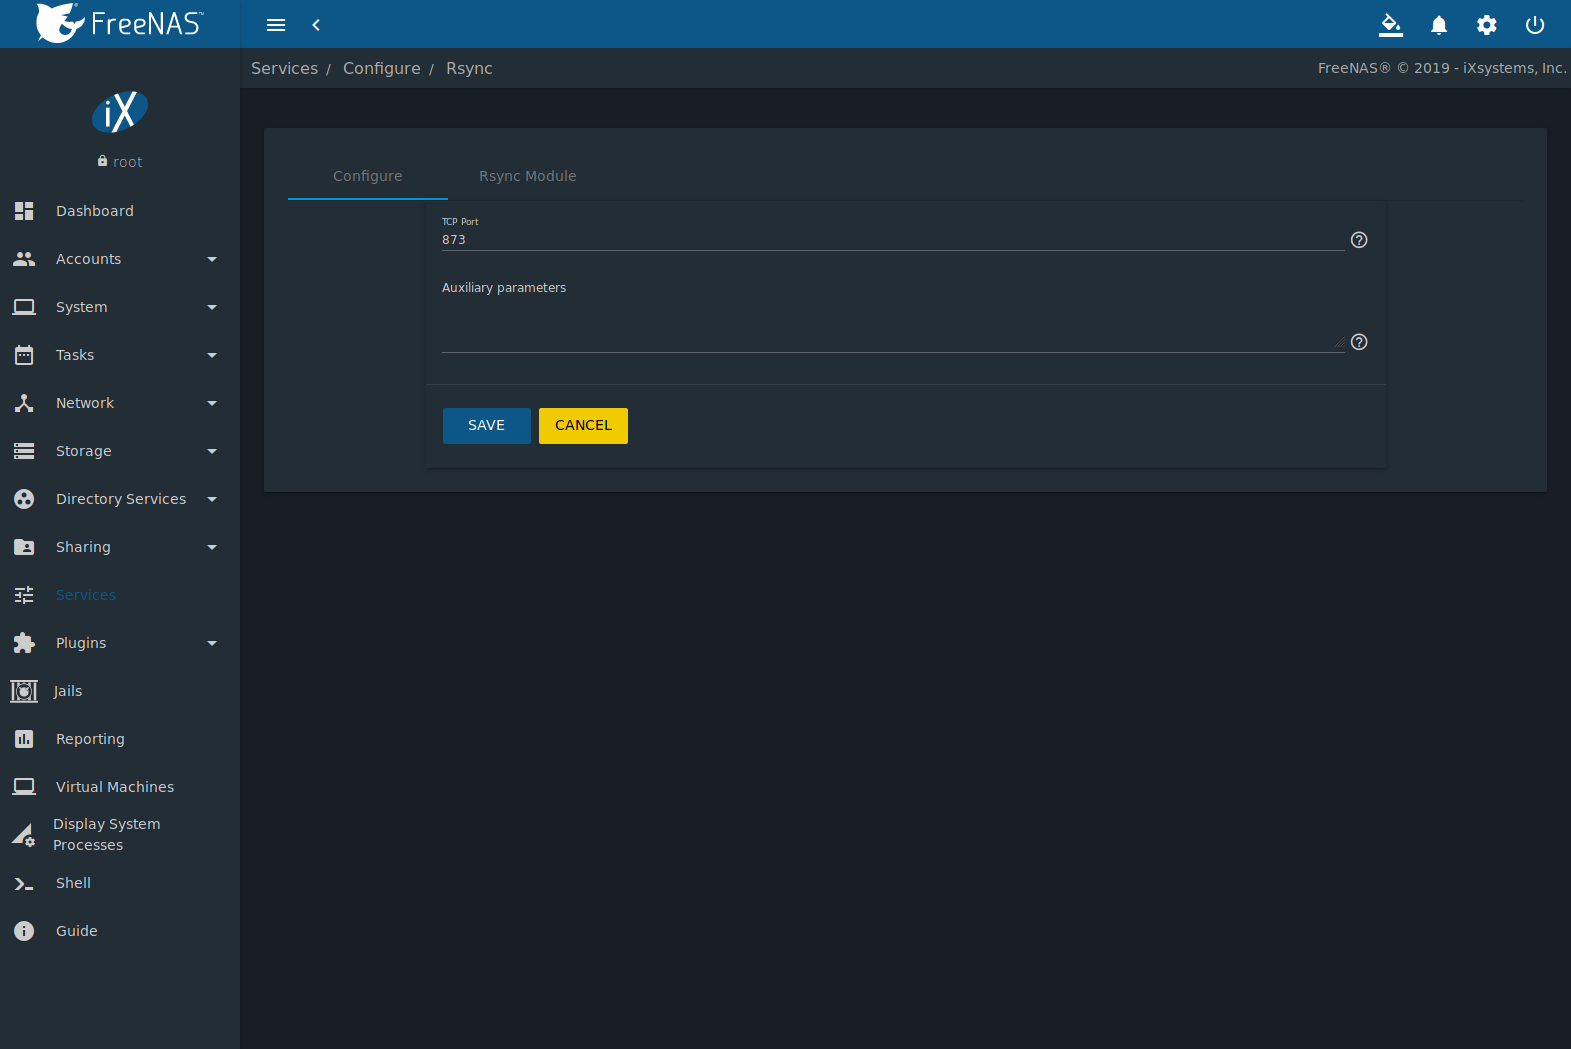 FreeNAS™
Services / Configure / Rsync
FreeNAS® © 2019 - iXsystems, Inc.
iX
root
Dashboard
Accounts
System
Tasks
Network
Storage
Directory Services
Sharing
Services
Plugins
Jails
Reporting
Virtual Machines
Display System
Processes
Shell
Guide
Configure
Rsync Module
TCP Port
873
Auxiliary parameters
SAVE
CANCEL